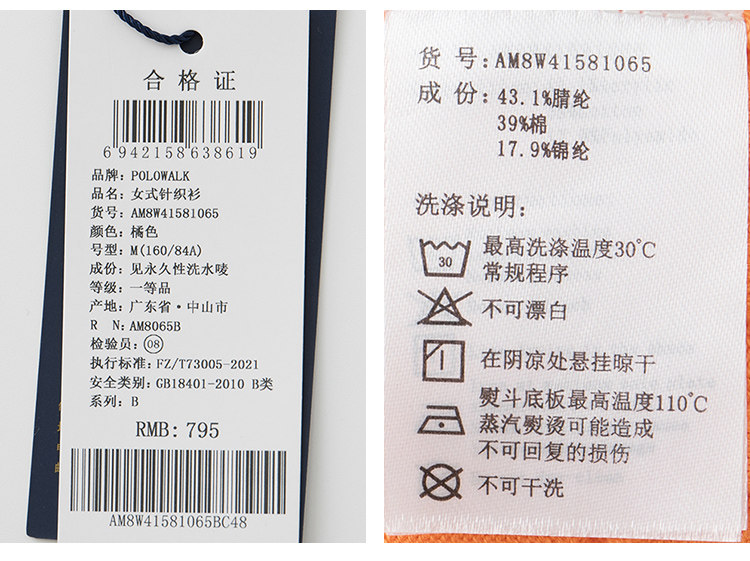 合格证
6942158638619
品牌: POLOWALK
品名: 女式针织衫
货号: AM8W41581065
颜色: 橘色
号型: M(160/84A)
成份: 见永久性洗水唛
等级: 一等品
产地: 广东省·中山市
R N: AM8065B
检验员: 08
执行标准: FZ/T73005-2021
安全类别: GB18401-2010 B类
系列: B
RMB: 795
AM8W41581065BC48
货号: AM8W41581065
成份: 43.1%腈纶
39%棉
17.9%锦纶
洗涤说明:
30
最高洗涤温度30℃
常规程序
不可漂白
在阴凉处悬挂晾干
熨斗底板最高温度110℃
蒸汽熨烫可能造成
不可回复的损伤
不可干洗